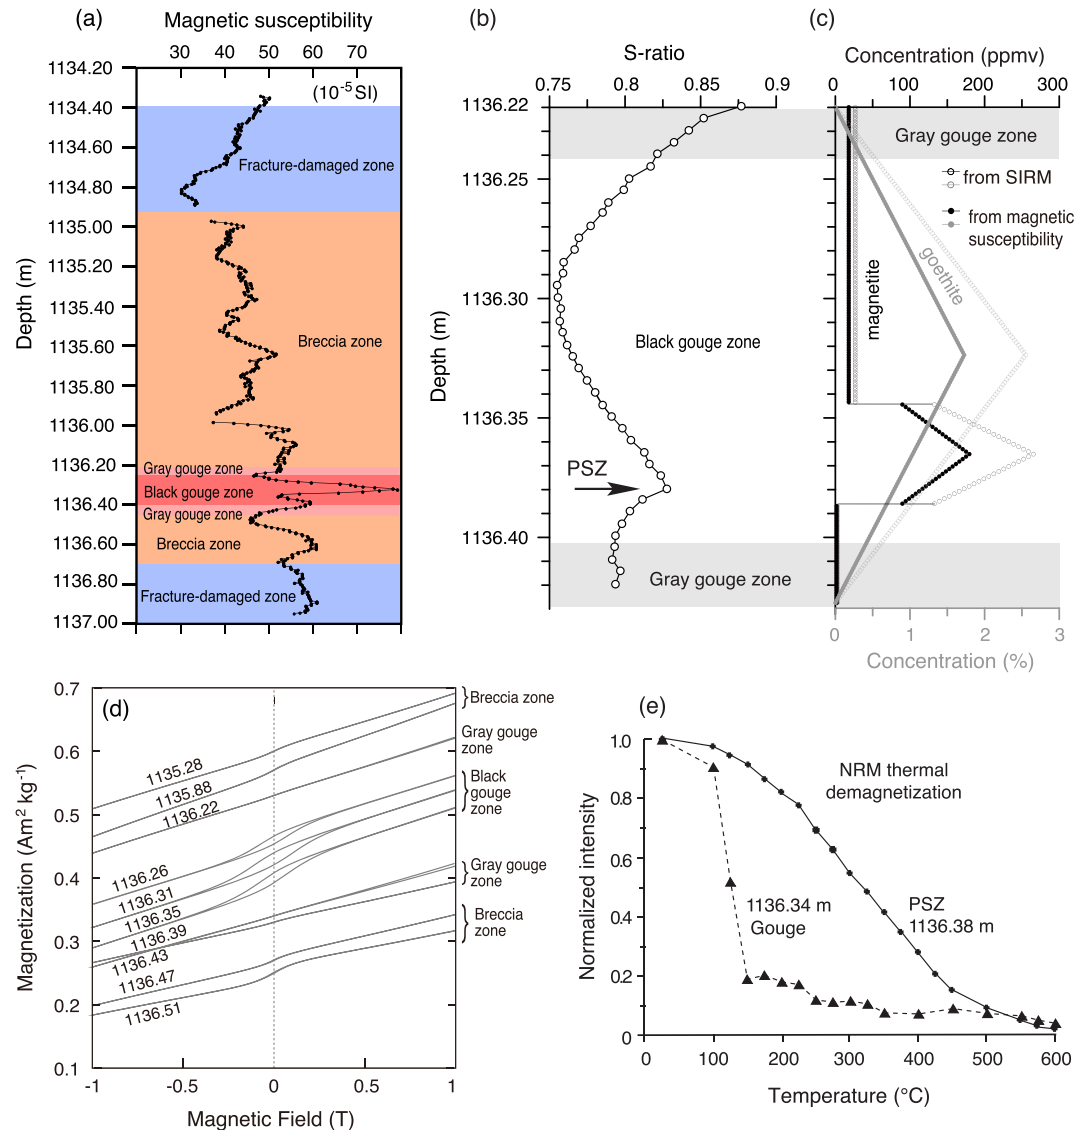 (a)
Magnetic susceptibility
30 40 50 60 70
(10-5 SI)
Depth (m)
1134.20
1134.40
1134.60
1134.80
1135.00
1135.20
1135.40
1135.60
1135.80
1136.00
1136.20
1136.40
1136.60
1136.80
1137.00
Fracture-damaged zone
Breccia zone
Gray gouge zone
Black gouge zone
Gray gouge zone
Breccia zone
Fracture-damaged zone
(b)
S-ratio
0.75 0.8 0.85 0.9
Depth (m)
1136.22
1136.25
1136.30
1136.35
1136.40
Black gouge zone
PSZ
Gray gouge zone
(c)
Concentration (ppmv)
0 100 200 300
Gray gouge zone
from SIRM
from magnetic
susceptibility
goethite
magnetite
0 1 2 3
Concentration (%)
(d)
Magnetization (Am2 kg-1)
0.7
0.6
0.5
0.4
0.3
0.2
0.1
1135.28
1135.88
1136.22
1136.26
1136.31
1136.35
1136.39
1136.43
1136.47
1136.51
Breccia zone
Gray gouge
zone
Black
gouge
zone
Gray gouge
zone
Breccia
zone
-1 -0.5 0 0.5 1
Magnetic Field (T)
(e)
Normalized intensity
1.0
0.8
0.6
0.4
0.2
0
NRM thermal
demagnetization
1136.34 m
Gouge
PSZ
1136.38 m
0 100 200 300 400 500 600
Temperature (°C)